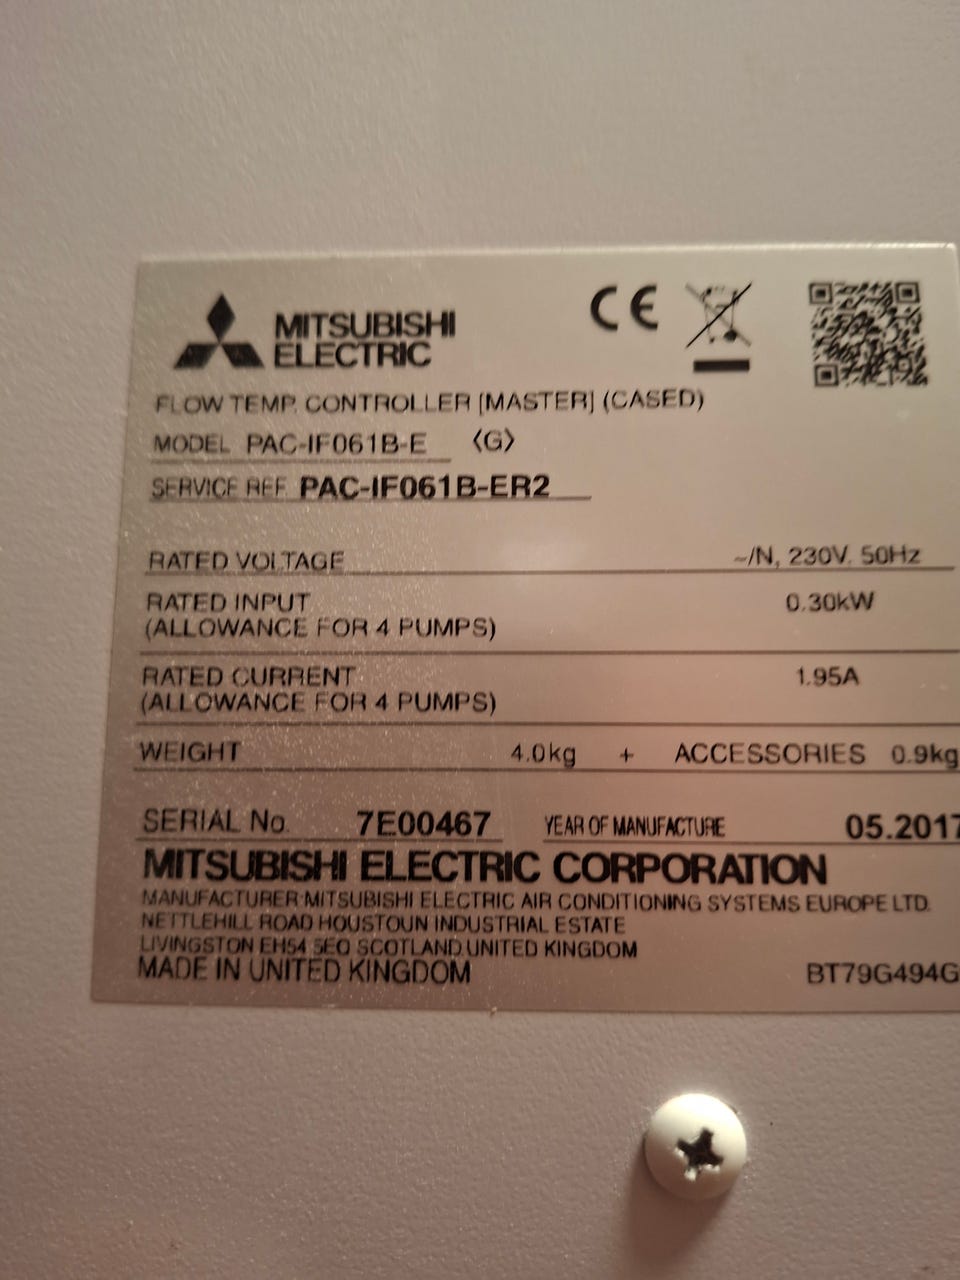 MITSUBISHI
ELECTRIC
CE
FLOW TEMP. CONTROLLER [MASTER] (CASED)
MODEL PAC-IF061B-E 〈G〉
SERVICE REF. PAC-IF061B-ER2
RATED VOLTAGE ~/N, 230V. 50Hz
RATED INPUT 0.30kW
(ALLOWANCE FOR 4 PUMPS)
RATED CURRENT 1.95A
(ALLOWANCE FOR 4 PUMPS)
WEIGHT 4.0kg + ACCESSORIES 0.9kg
SERIAL No. 7E00467 YEAR OF MANUFACTURE 05.2017
MITSUBISHI ELECTRIC CORPORATION
MANUFACTURER:MITSUBISHI ELECTRIC AIR CONDITIONING SYSTEMS EUROPE LTD.
NETTLEHILL ROAD HOUSTOUN INDUSTRIAL ESTATE
LIVINGSTON EH54 5EQ SCOTLAND,UNITED KINGDOM
MADE IN UNITED KINGDOM BT79G494G